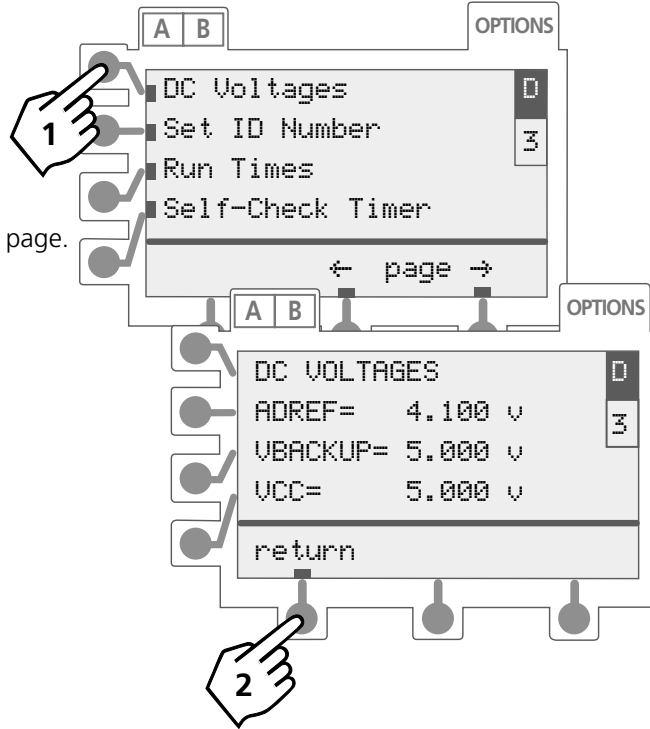 A B OPTIONS
DC Voltages D
Set ID Number 3
1
Run Times
Self-Check Timer
page.
← page →
A B OPTIONS
DC VOLTAGES D
ADREF= 4.100 v 3
VBACKUP= 5.000 v
VCC= 5.000 v
return
2